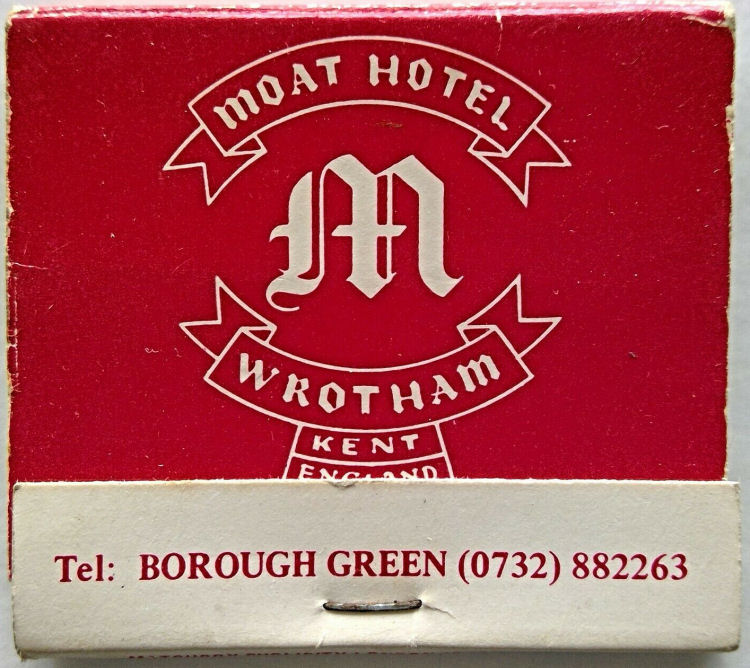 MOAT HOTEL
M
WROTHAM
KENT
ENGLAND
Tel: BOROUGH GREEN (0732) 882263